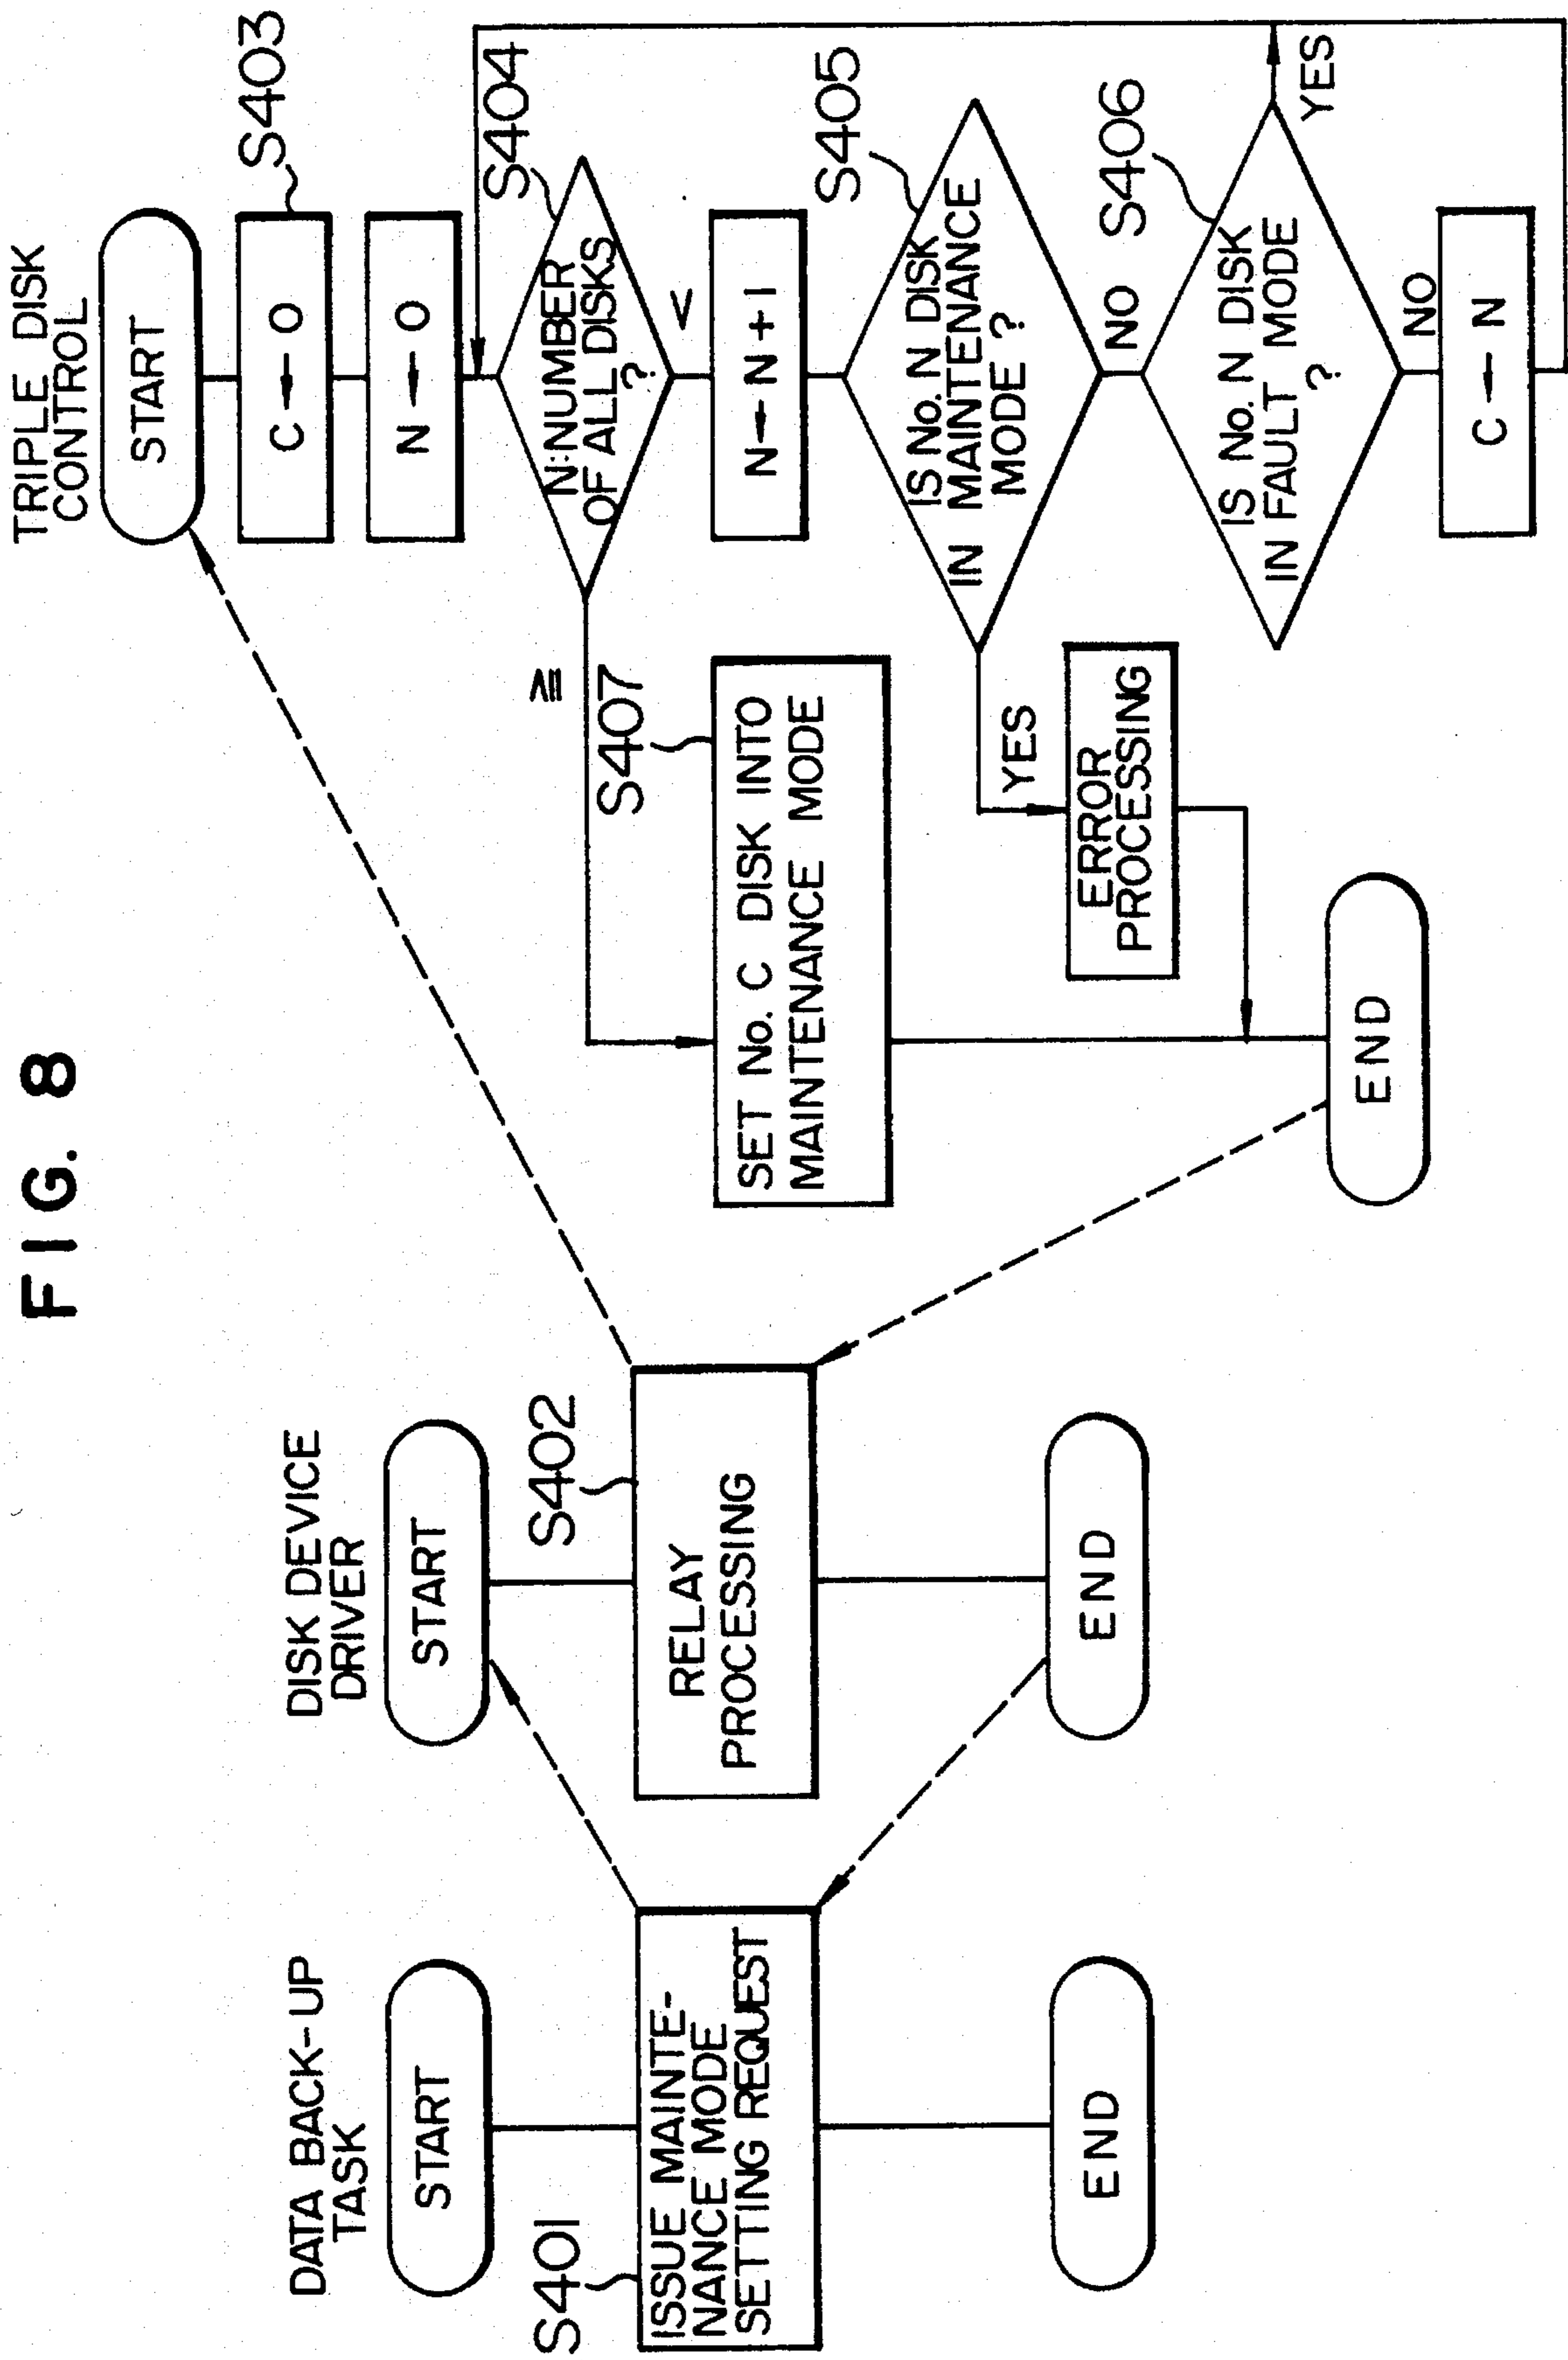 FIG. 8
DATA BACK-UP
TASK
START
S401
ISSUE MAINTE-
NANCE MODE
SETTING REQUEST
END
DISK DEVICE
DRIVER
START
S402
RELAY
PROCESSING
END
TRIPLE DISK
CONTROL
START
S403
C ← O
N ← O
S404
N:NUMBER
OF ALL DISKS
?
≧
<
N ← N + 1
S405
IS No. N DISK
IN MAINTENANCE
MODE ?
YES
NO
S406
IS No. N DISK
IN FAULT MODE
?
YES
NO
C ← N
S407
SET No. C DISK INTO
MAINTENANCE MODE
ERROR
PROCESSING
END